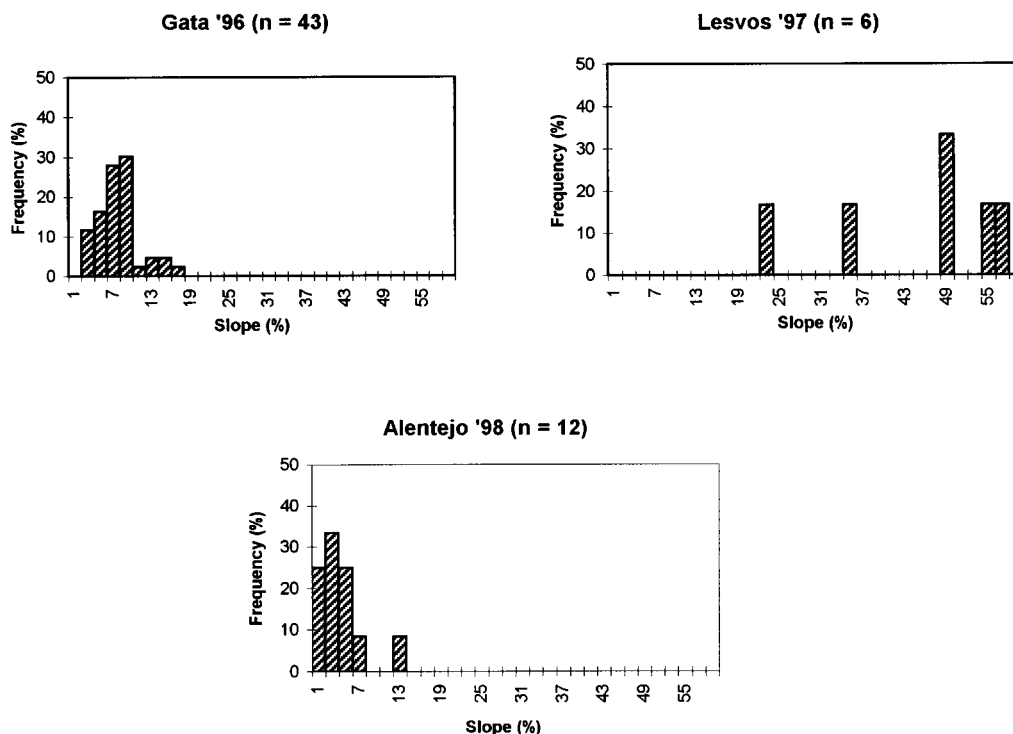 Gata '96 (n = 43)
50
40
30
20
10
0
Frequency (%)
1 7 13 19 25 31 37 43 49 55
Slope (%)
Lesvos '97 (n = 6)
50
40
30
20
10
0
Frequency (%)
1 7 13 19 25 31 37 43 49 55
Slope (%)
Alentejo '98 (n = 12)
50
40
30
20
10
0
Frequency (%)
1 7 13 19 25 31 37 43 49 55
Slope (%)